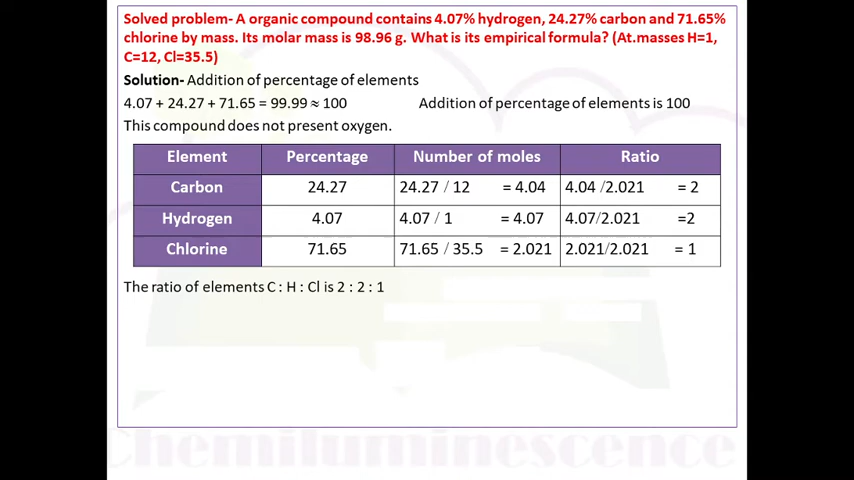 Solved problem- A organic compound contains 4.07% hydrogen, 24.27% carbon and 71.65%
chlorine by mass. Its molar mass is 98.96 g. What is its empirical formula? (At.masses H=1,
C=12, Cl=35.5)
Solution- Addition of percentage of elements
4.07 + 24.27 + 71.65 = 99.99 ≈ 100 Addition of percentage of elements is 100
This compound does not present oxygen.
Element Percentage Number of moles Ratio
Carbon 24.27 24.27 / 12 = 4.04 4.04 /2.021 = 2
Hydrogen 4.07 4.07 / 1 = 4.07 4.07/2.021 =2
Chlorine 71.65 71.65 / 35.5 = 2.021 2.021/2.021 = 1
The ratio of elements C : H : Cl is 2 : 2 : 1
Chemiluminescence